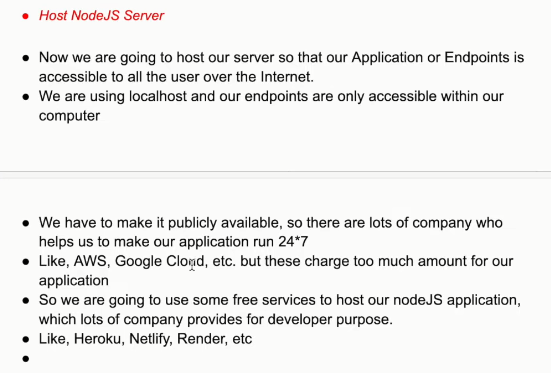 ● Host NodeJS Server
● Now we are going to host our server so that our Application or Endpoints is
accessible to all the user over the Internet.
● We are using localhost and our endpoints are only accessible within our
computer
● We have to make it publicly available, so there are lots of company who
helps us to make our application run 24*7
● Like, AWS, Google Cloud, etc. but these charge too much amount for our
application
● So we are going to use some free services to host our nodeJS application,
which lots of company provides for developer purpose.
● Like, Heroku, Netlify, Render, etc
●